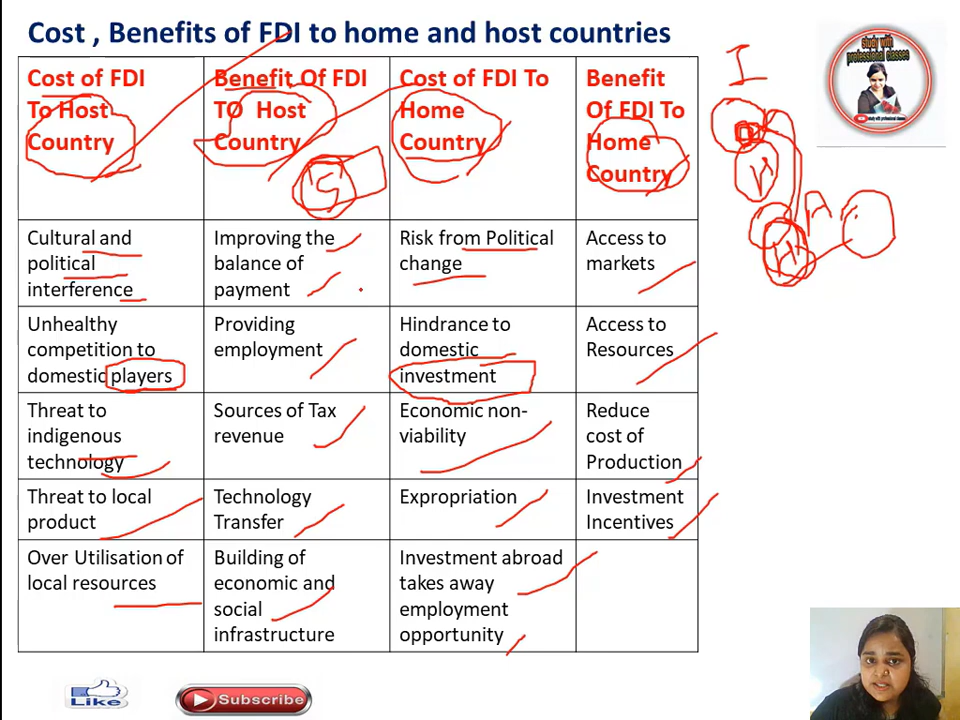 Cost , Benefits of FDI to home and host countries
Cost of FDI
To Host
Country
Benefit Of FDI
TO Host
Country
Cost of FDI To
Home
Country
Benefit
Of FDI To
Home
Country
Cultural and
political
interference
Improving the
balance of
payment
Risk from Political
change
Access to
markets
Unhealthy
competition to
domestic players
Providing
employment
Hindrance to
domestic
investment
Access to
Resources
Threat to
indigenous
technology
Sources of Tax
revenue
Economic non-
viability
Reduce
cost of
Production
Threat to local
product
Technology
Transfer
Expropriation
Investment
Incentives
Over Utilisation of
local resources
Building of
economic and
social
infrastructure
Investment abroad
takes away
employment
opportunity
S
I
study with
professional classes
Like
Subscribe